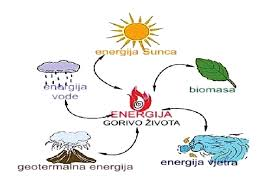 energija Sunca
biomasa
energija
vode
ENERGIJA
GORIVO ŽIVOTA
geotermalna energija
energija vjetra